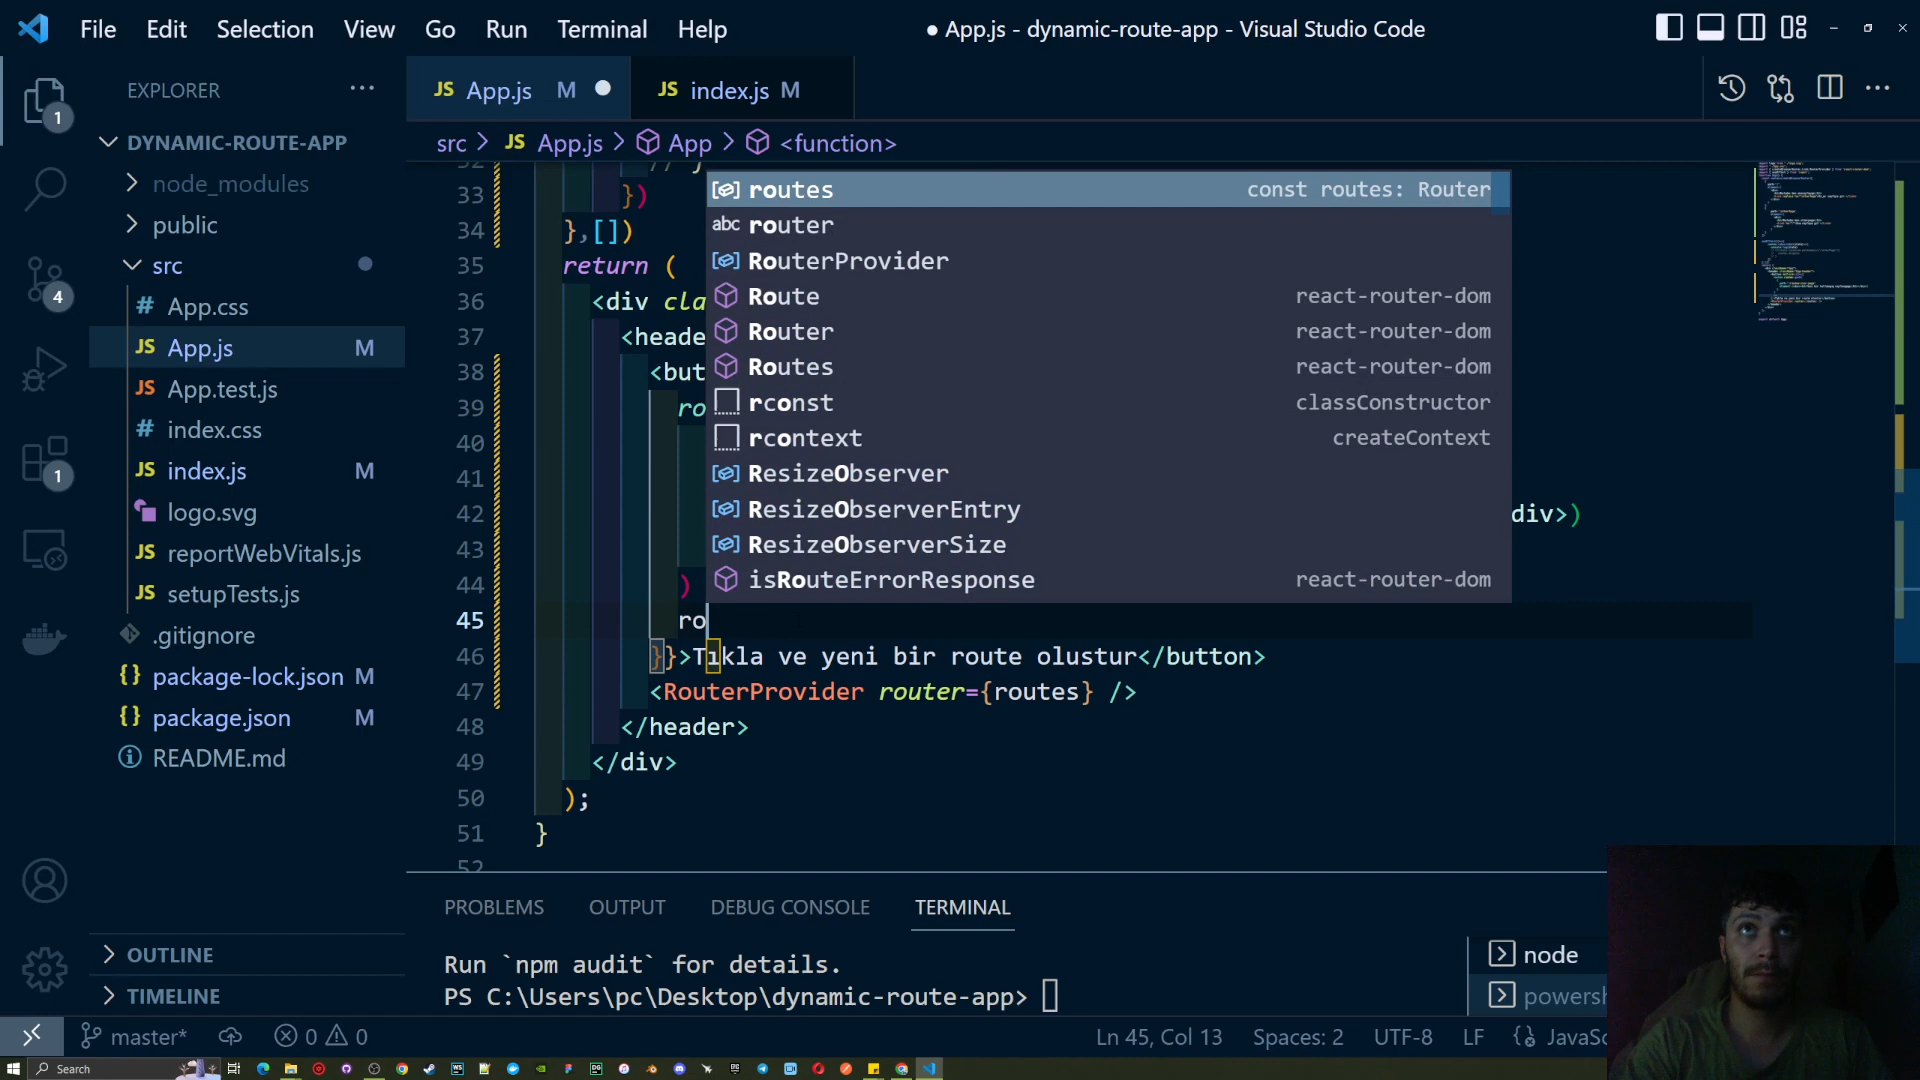 File Edit Selection View Go Run Terminal Help
● App.js - dynamic-route-app - Visual Studio Code
EXPLORER
JS App.js M
JS index.js M
DYNAMIC-ROUTE-APP
node_modules
public
src
# App.css
JS App.js M
JS App.test.js
# index.css
JS index.js M
logo.svg
JS reportWebVitals.js
JS setupTests.js
.gitignore
{} package-lock.json M
{} package.json M
README.md
OUTLINE
TIMELINE
1
4
1
src > JS App.js > App > <function>
33 })
34 },[])
35 return (
36 <div cla
37 <heade
38 <but
39 ro
40
41
42 div>)
43
44 )
45 ro
46 }}>Tıkla ve yeni bir route olustur</button>
47 <RouterProvider router={routes} />
48 </header>
49 </div>
50 );
51 }
52
routes const routes: Router
abc router
RouterProvider
Route react-router-dom
Router react-router-dom
Routes react-router-dom
rconst classConstructor
rcontext createContext
ResizeObserver
ResizeObserverEntry
ResizeObserverSize
isRouteErrorResponse react-router-dom
PROBLEMS OUTPUT DEBUG CONSOLE TERMINAL
Run `npm audit` for details.
PS C:\Users\pc\Desktop\dynamic-route-app>
node
powersh
master* 0 0
Ln 45, Col 13 Spaces: 2 UTF-8 LF {} JavaSc
Search